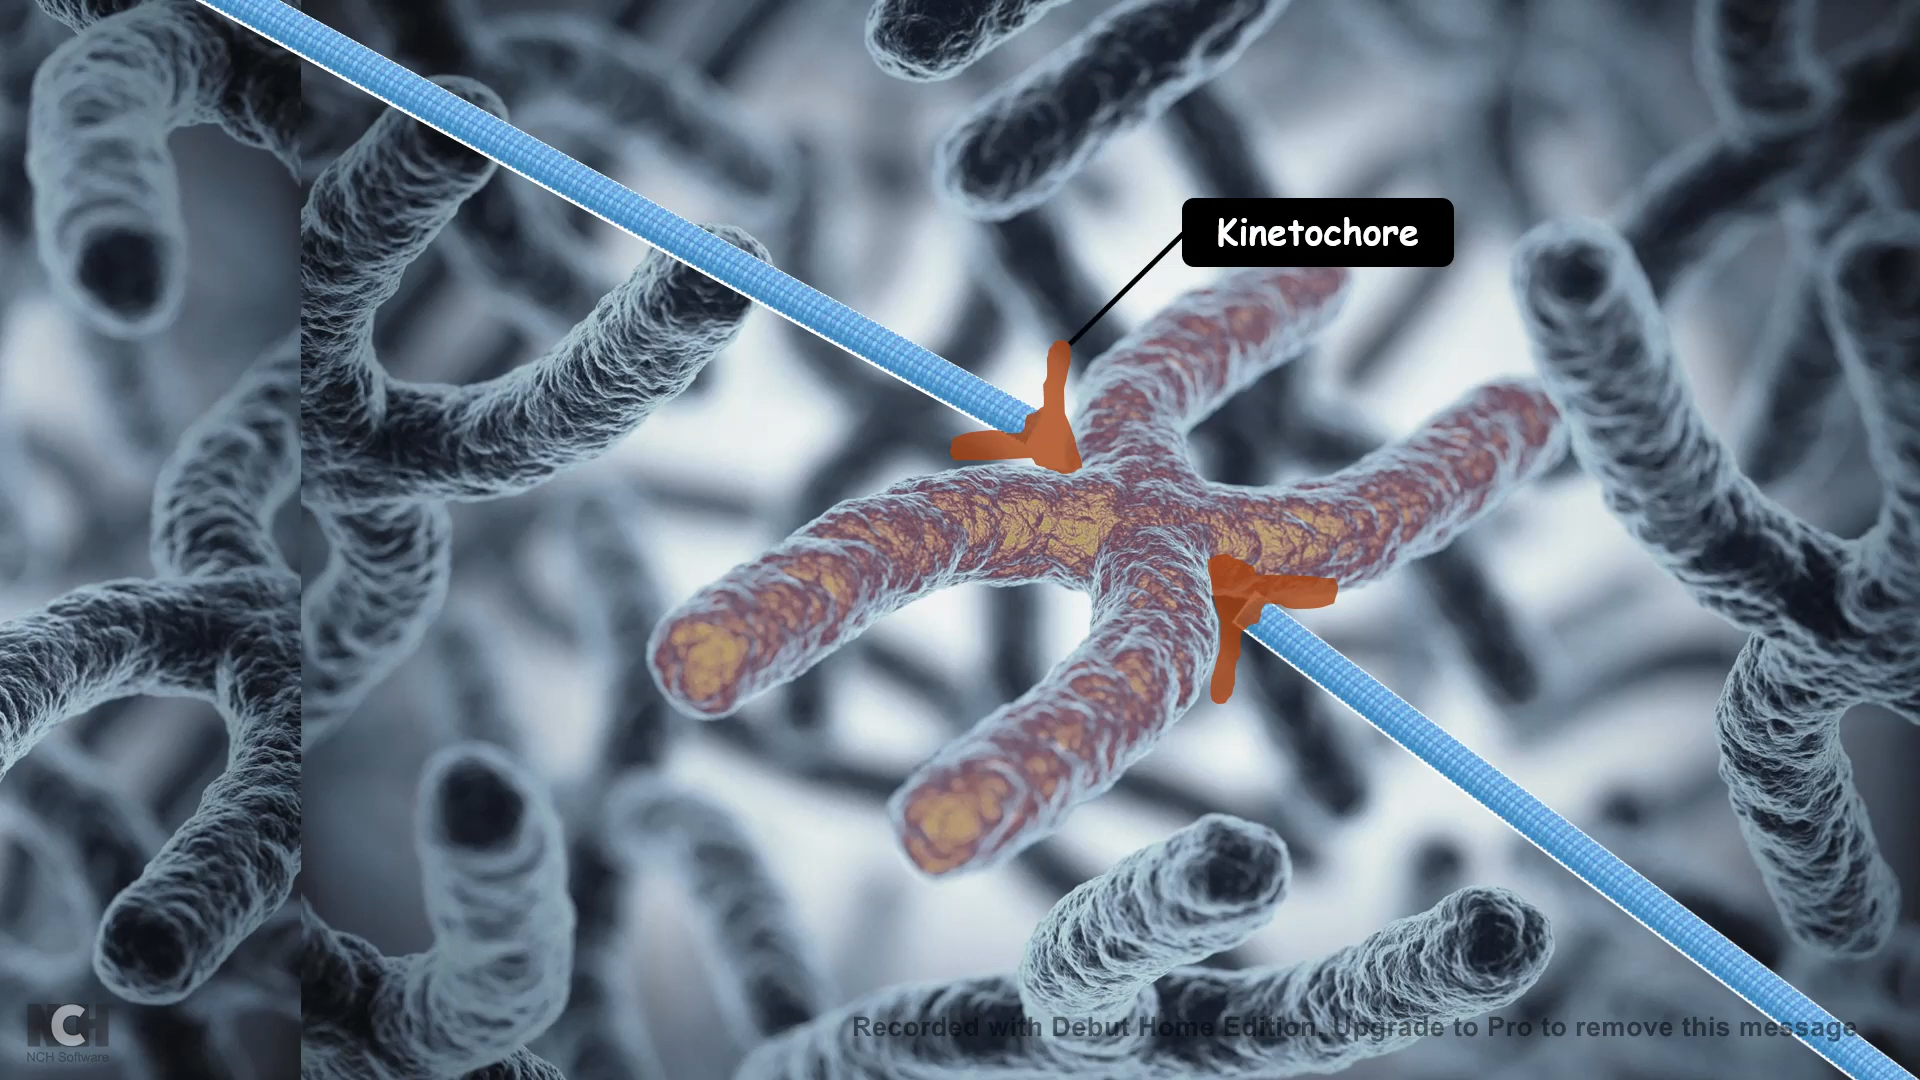 Kinetochore
NCH
NCH Software
Recorded with Debut Home Edition. Upgrade to Pro to remove this message